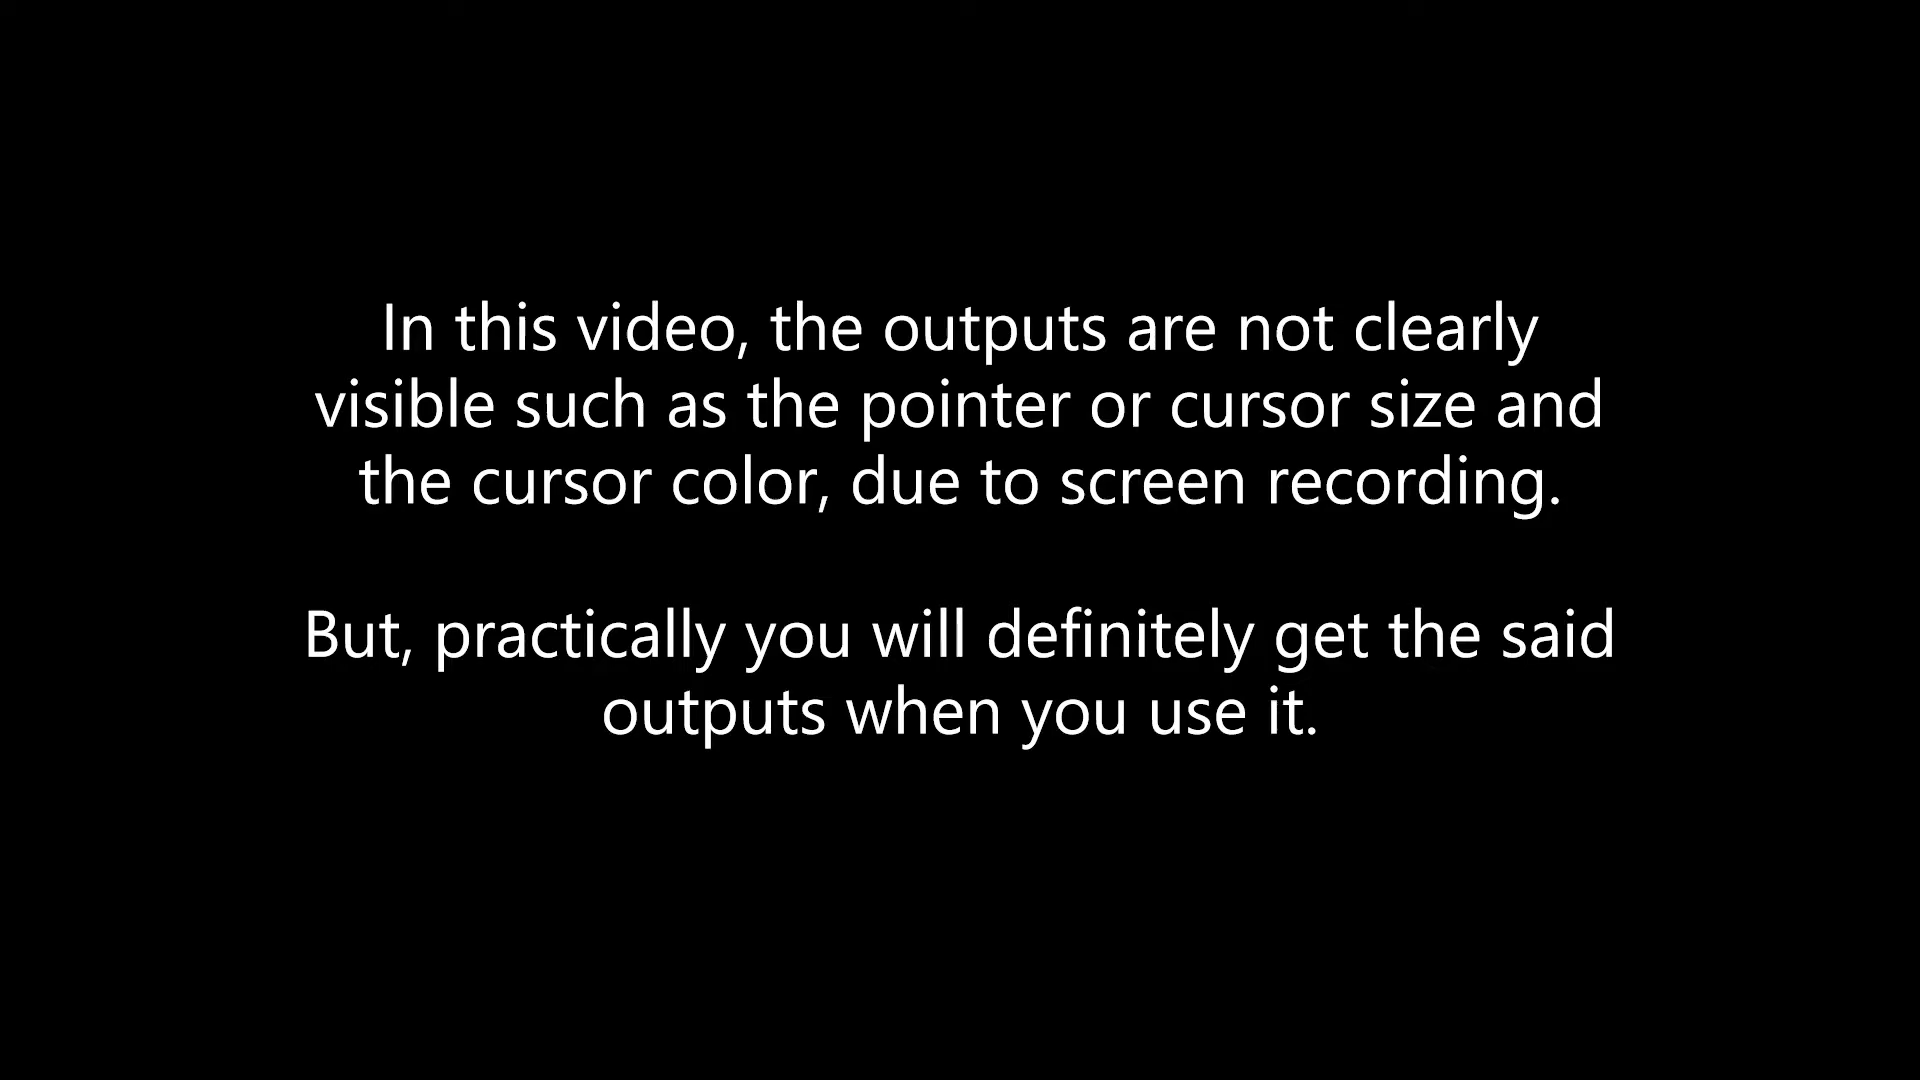 In this video, the outputs are not clearly
visible such as the pointer or cursor size and
the cursor color, due to screen recording.
But, practically you will definitely get the said
outputs when you use it.